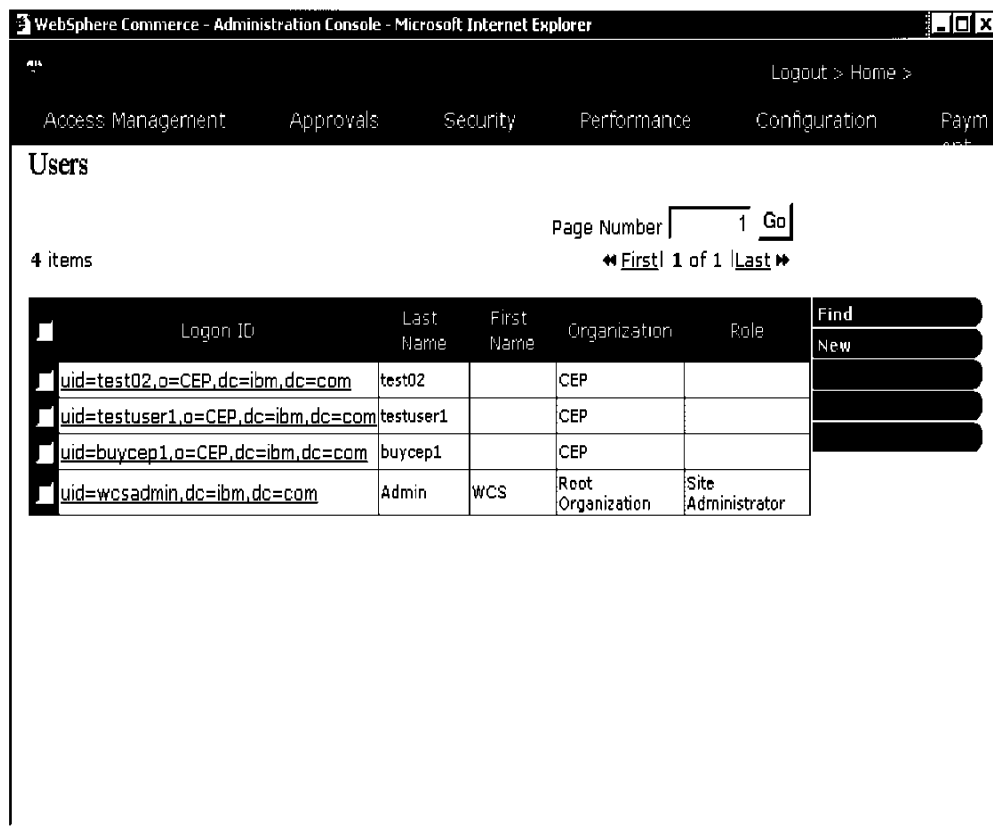 WebSphere Commerce - Administration Console - Microsoft Internet Explorer
Logout > Home >
Access Management Approvals Security Performance Configuration Paym
Users
Page Number 1 Go
4 items First 1 of 1 Last
Logon ID Last Name First Name Organization Role
uid=test02,o=CEP,dc=ibm,dc=com test02 CEP
uid=testuser1,o=CEP,dc=ibm,dc=com testuser1 CEP
uid=buycep1,o=CEP,dc=ibm,dc=com buycep1 CEP
uid=wcsadmin,dc=ibm,dc=com Admin WCS Root Organization Site Administrator
Find
New